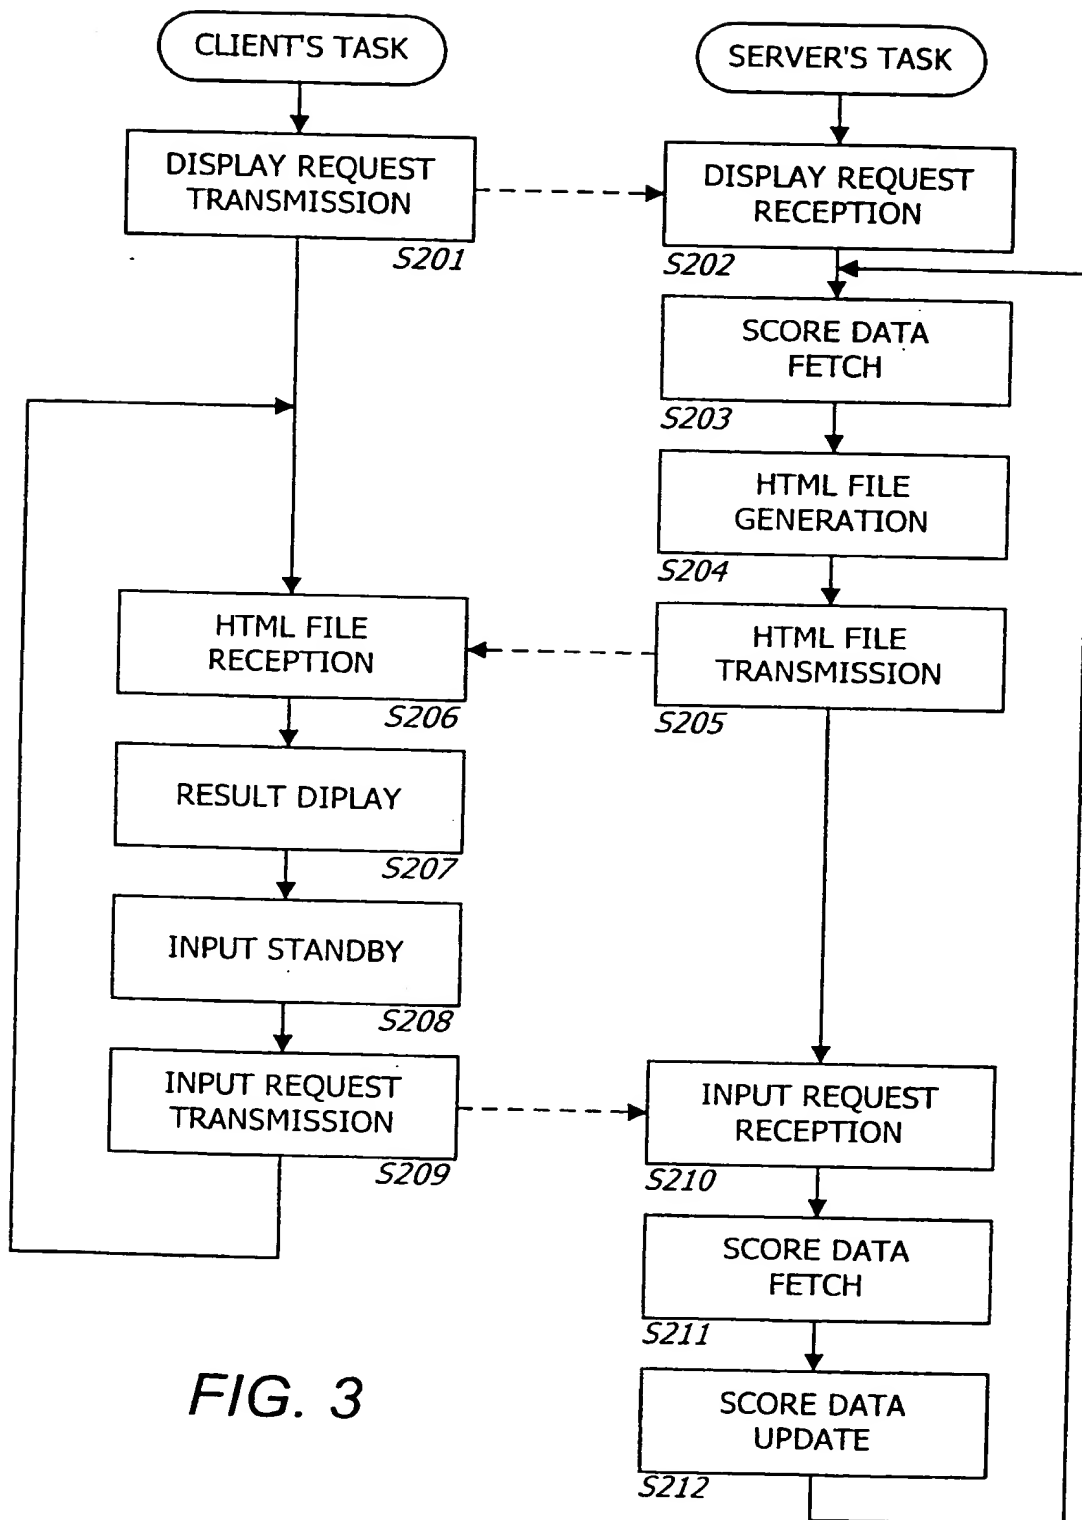 CLIENT'S TASK
DISPLAY REQUEST
TRANSMISSION
S201
HTML FILE
RECEPTION
S206
RESULT DIPLAY
S207
INPUT STANDBY
S208
INPUT REQUEST
TRANSMISSION
S209
SERVER'S TASK
DISPLAY REQUEST
RECEPTION
S202
SCORE DATA
FETCH
S203
HTML FILE
GENERATION
S204
HTML FILE
TRANSMISSION
S205
INPUT REQUEST
RECEPTION
S210
SCORE DATA
FETCH
S211
SCORE DATA
UPDATE
S212
FIG. 3